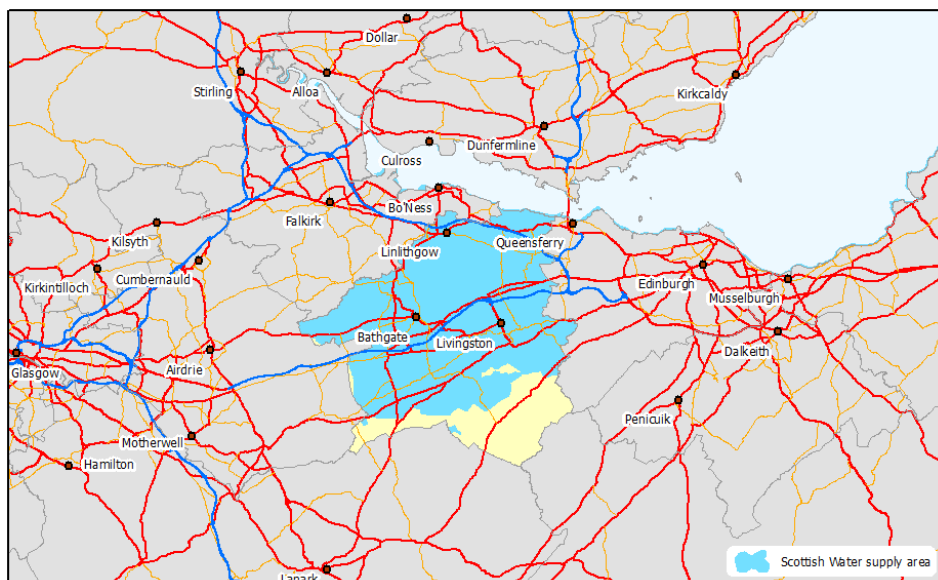 Dollar
Stirling
Alloa
Kirkcaldy
Dunfermline
Culross
Bo'Ness
Falkirk
Kilsyth
Queensferry
Linlithgow
Cumbernauld
Kirkintilloch
Edinburgh
Musselburgh
Bathgate
Livingston
Dalkeith
Glasgow
Airdrie
Penicuik
Motherwell
Hamilton
Scottish Water supply area
Lanark